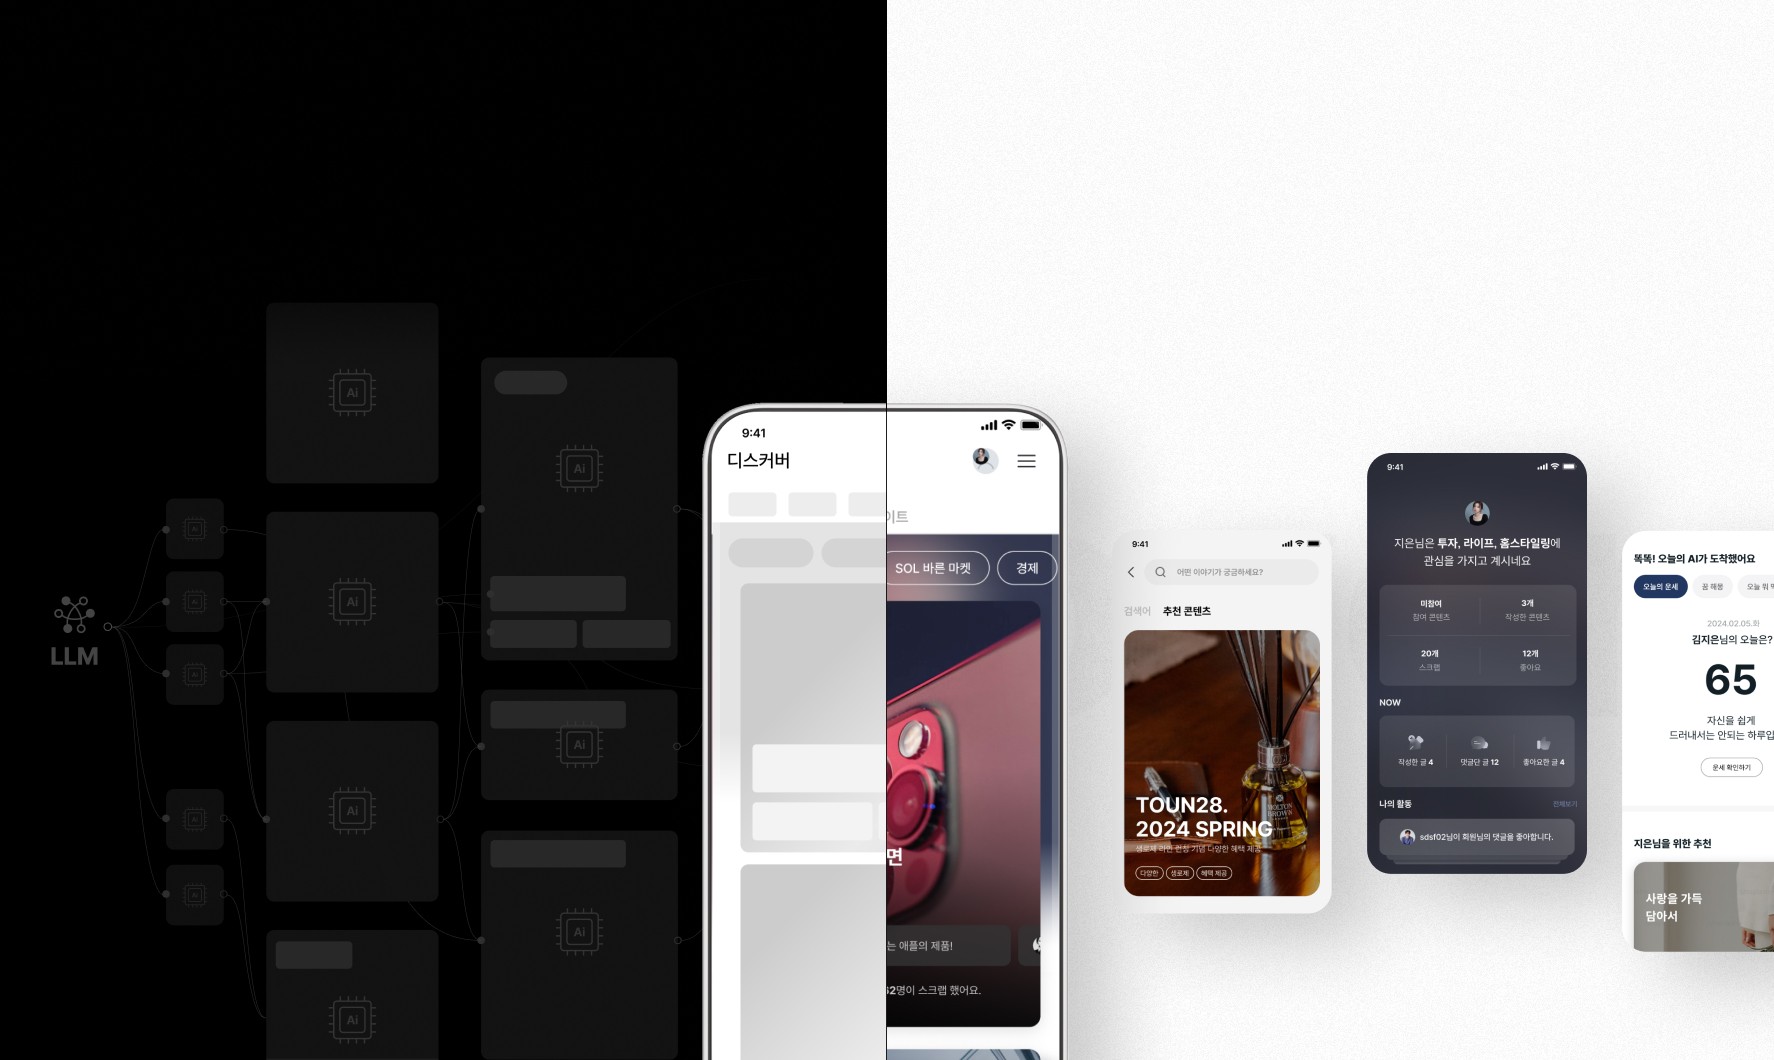 LLM
Ai
Ai
Ai
Ai
Ai
Ai
Ai
Ai
Ai
Ai
Ai
Ai
9:41
디스커버
이트
SOL 바른 마켓
경제
면
는 애플의 제품!
62명이 스크랩 했어요.
9:41
어떤 이야기가 궁금하세요?
검색어 추천 콘텐츠
MOLTON
BROWN
TOUN28.
2024 SPRING
생로제 라인 런칭 기념 다양한 혜택 제공
다양한 생로제 혜택 제공
9:41
지은님은 투자, 라이프, 홈스타일링에
관심을 가지고 계시네요
미참여
참여 콘텐츠
3개
작성한 콘텐츠
20개
스크랩
12개
좋아요
NOW
작성한 글 4
댓글단 글 12
좋아요한 글 4
나의 활동
전체보기
sdsf02님이 회원님의 댓글을 좋아합니다.
똑똑! 오늘의 AI가 도착했어요
오늘의 운세
꿈 해몽
오늘 뭐
2024.02.05.화
김지은님의 오늘은?
65
자신을 쉽게
드러내서는 안되는 하루입
운세 확인하기
지은님을 위한 추천
사랑을 가득
담아서